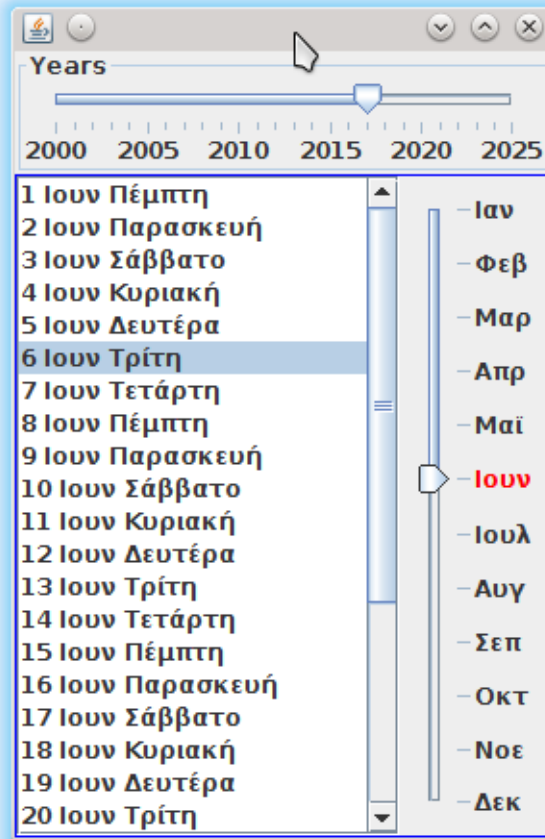 Years
2000 2005 2010 2015 2020 2025
1 Ιουν Πέμπτη
2 Ιουν Παρασκευή
3 Ιουν Σάββατο
4 Ιουν Κυριακή
5 Ιουν Δευτέρα
6 Ιουν Τρίτη
7 Ιουν Τετάρτη
8 Ιουν Πέμπτη
9 Ιουν Παρασκευή
10 Ιουν Σάββατο
11 Ιουν Κυριακή
12 Ιουν Δευτέρα
13 Ιουν Τρίτη
14 Ιουν Τετάρτη
15 Ιουν Πέμπτη
16 Ιουν Παρασκευή
17 Ιουν Σάββατο
18 Ιουν Κυριακή
19 Ιουν Δευτέρα
20 Ιουν Τρίτη
Ιαν
Φεβ
Μαρ
Απρ
Μαϊ
Ιουν
Ιουλ
Αυγ
Σεπ
Οκτ
Νοε
Δεκ